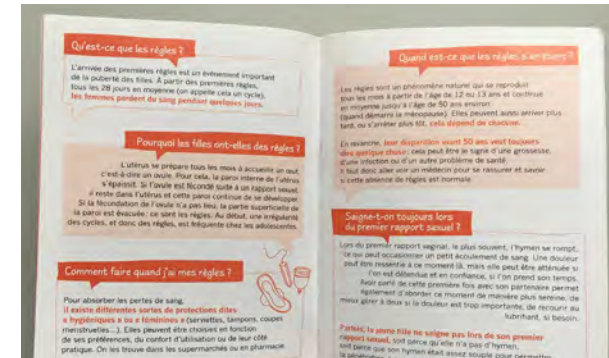 Qu'est-ce que les règles ?
L'arrivée des premières règles est un évènement important
de la puberté des filles. À partir des premières règles,
tous les 28 jours en moyenne (on appelle cela un cycle),
les femmes perdent du sang pendant quelques jours.
Pourquoi les filles ont-elles des règles ?
L'utérus se prépare tous les mois à accueillir un œuf,
c'est-à-dire un ovule. Pour cela, la paroi interne de l'utérus
s'épaissit. Si l'ovule est fécondé suite à un rapport sexuel,
il reste dans l'utérus et cette paroi continue de se développer.
Si la fécondation de l'ovule n'a pas lieu, la partie superficielle de
la paroi est évacuée: ce sont les règles. Au début, une irrégularité
des cycles, et donc des règles, est fréquente chez les adolescentes.
Comment faire quand j'ai mes règles ?
Pour absorber les pertes de sang,
il existe différentes sortes de protections dites
« hygiéniques » ou « féminines » (serviettes, tampons, coupes
menstruelles...). Elles peuvent être choisies en fonction
de ses préférences, du confort d'utilisation ou de leur côté
pratique. On les trouve dans les supermarchés ou en pharmacie
Quand est-ce que les règles s'arrêtent ?
Les règles sont un phénomène naturel qui se reproduit
tous les mois à partir de l'âge de 12 ou 13 ans et continue
en moyenne jusqu'à l'âge de 50 ans environ
(quand démarre la ménopause). Elles peuvent aussi arriver plus
tard, ou s'arrêter plus tôt, cela dépend de chacune.
En revanche, leur disparition avant 50 ans veut toujours
dire quelque chose: cela peut être le signe d'une grossesse,
d'une infection ou d'un autre problème de santé.
Il faut donc aller voir un médecin pour se rassurer et savoir
si cette absence de règles est normale.
Saigne-t-on toujours lors
du premier rapport sexuel ?
Lors du premier rapport vaginal, le plus souvent, l'hymen se rompt,
ce qui peut occasionner un petit écoulement de sang. Une douleur
peut être ressentie à ce moment là, mais elle peut être atténuée si
l'on est détendue et en confiance, si l'on prend son temps.
Avoir parlé de cette première fois avec son partenaire permet
également d'aborder ce moment de manière plus sereine, de
mieux gérer à deux si la douleur est trop importante, de recourir au
lubrifiant, si besoin.
Parfois, la jeune fille ne saigne pas lors de son premier
rapport sexuel, soit parce qu'elle n'a pas d'hymen,
soit parce que son hymen était assez souple pour permettre
la pénétration